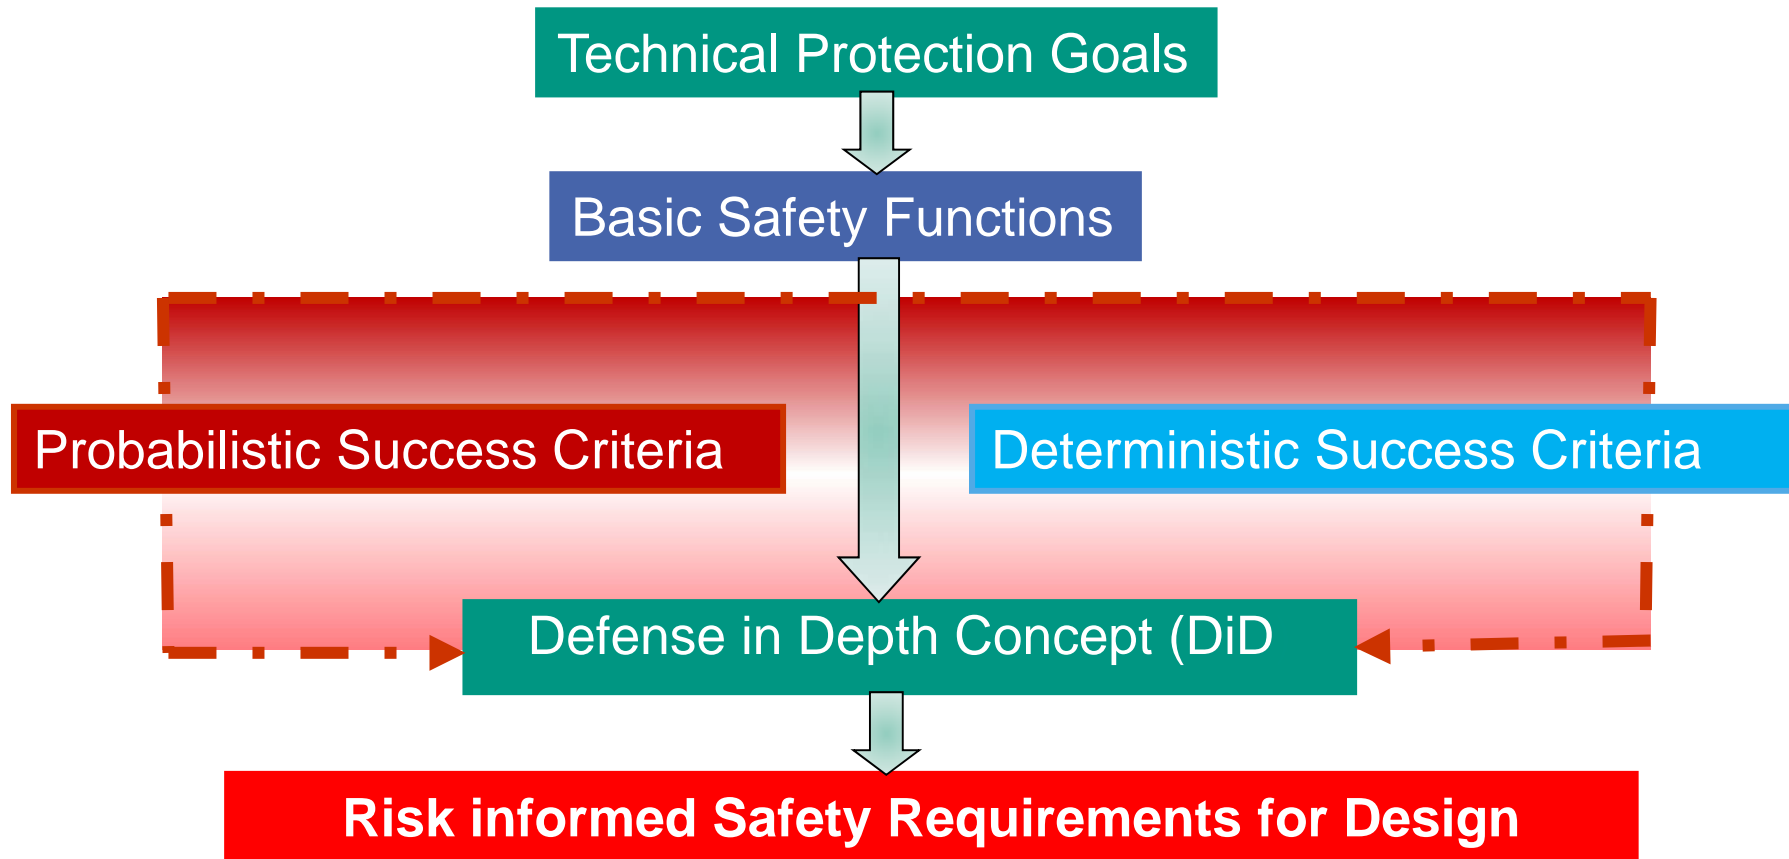 Technical Protection Goals
Basic Safety Functions
Probabilistic Success Criteria
Deterministic Success Criteria
Defense in Depth Concept (DiD
Risk informed Safety Requirements for Design